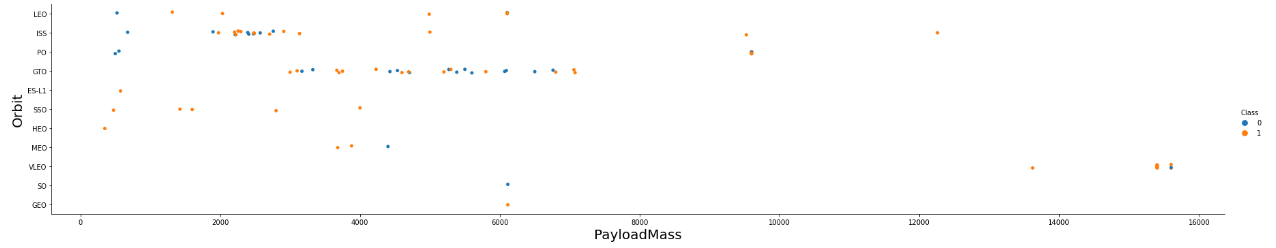 Orbit
LEO
ISS
PO
GTO
ES-L1
SSO
HEO
MEO
VLEO
SO
GEO
0 2000 4000 6000 8000 10000 12000 14000 16000
PayloadMass
Class
0
1